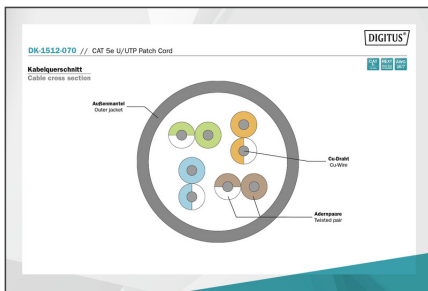 DIGITUS®
DK-1512-070 // CAT 5e U/UTP Patch Cord
Kabelquerschnitt
Cable cross section
Außenmantel
Outer jacket
Cu-Draht
Cu-Wire
Adernpaare
Twisted pair